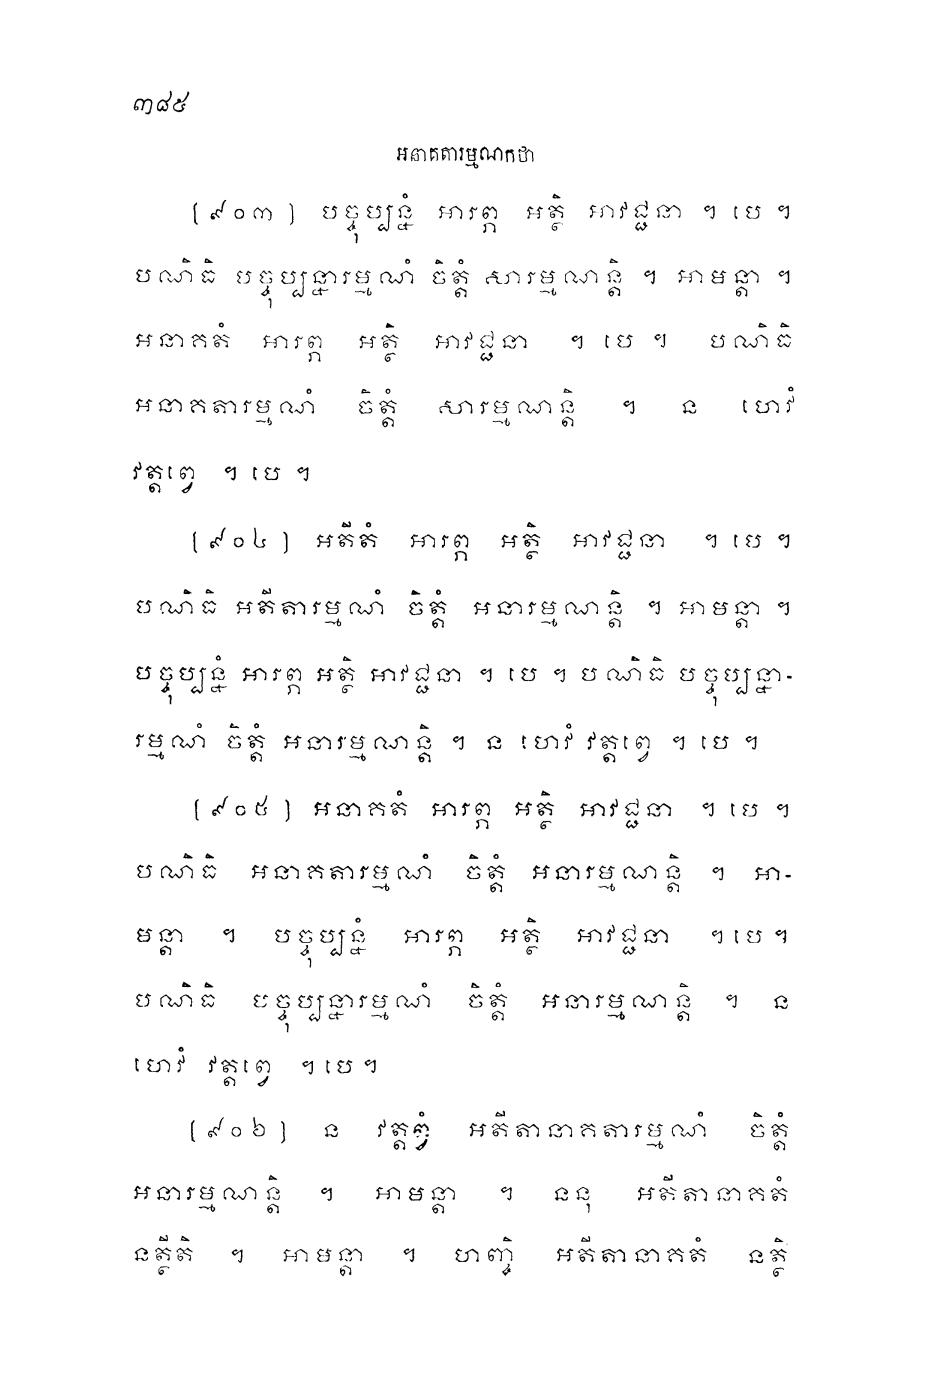 ៣៨៥
អនាគតារម្មណកថា
(៩០៣) បច្ចុប្បន្នំ អារព្ភ អត្ថិ អាវជ្ជនា ។ បេ ។
បណិធិ បច្ចុប្បន្នារម្មណំ ចិត្តំ សារម្មណន្តិ ។ អាមន្តា ។
អនាគតំ អារព្ភ អត្ថិ អាវជ្ជនា ។ បេ ។ បណិធិ
អនាគតារម្មណំ ចិត្តំ សារម្មណន្តិ ។ ន ហេវំ
វត្តព្វេ ។ បេ ។
(៩០៤) អតីតំ អារព្ភ អត្ថិ អាវជ្ជនា ។ បេ ។
បណិធិ អតីតារម្មណំ ចិត្តំ អនារម្មណន្តិ ។ អាមន្តា ។
បច្ចុប្បន្នំ អារព្ភ អត្ថិ អាវជ្ជនា ។ បេ ។ បណិធិ បច្ចុប្បន្នា-
រម្មណំ ចិត្តំ អនារម្មណន្តិ ។ ន ហេវំ វត្តព្វេ ។ បេ ។
(៩០៥) អនាគតំ អារព្ភ អត្ថិ អាវជ្ជនា ។ បេ ។
បណិធិ អនាគតារម្មណំ ចិត្តំ អនារម្មណន្តិ ។ អា-
មន្តា ។ បច្ចុប្បន្នំ អារព្ភ អត្ថិ អាវជ្ជនា ។ បេ ។
បណិធិ បច្ចុប្បន្នារម្មណំ ចិត្តំ អនារម្មណន្តិ ។ ន
ហេវំ វត្តព្វេ ។ បេ ។
(៩០៦) ន វត្តព្វំ អតីតានាគតារម្មណំ ចិត្តំ
អនារម្មណន្តិ ។ អាមន្តា ។ ននុ អតីតានាគតំ
នត្ថីតិ ។ អាមន្តា ។ ហញ្ចិ អតីតានាគតំ នត្ថិ